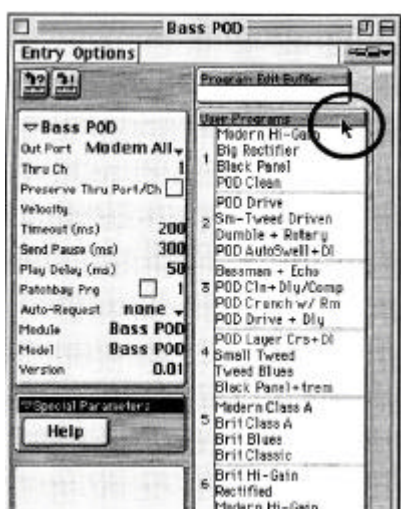 Bass POD
Entry Options
Program Edit Buffer
User Programs
▽Bass POD
Out Port Modem All
Thru Ch 1
Preserve Thru Port/Ch
Velocity
Timeout (ms) 200
Send Pause (ms) 300
Play Delay (ms) 50
Patchbay Prg 1
Auto-Request none
Module Bass POD
Model Bass POD
Version 0.01
▽Special Parameters
Help
1
Modern Hi-Gain
Big Rectifier
Black Panel
POD Clean
2
POD Drive
Sm-Tweed Driven
Dumble + Rotary
POD AutoSwell+Dl
3
Bassman + Echo
POD Cln+Dly/Comp
POD Crunch w/ Rm
POD Drive + Dly
4
POD Layer Crs+Dl
Small Tweed
Tweed Blues
Black Panel+trem
5
Modern Class A
Brit Class A
Brit Blues
Brit Classic
6
Brit Hi-Gain
Rectified
Modern Hi-Gain